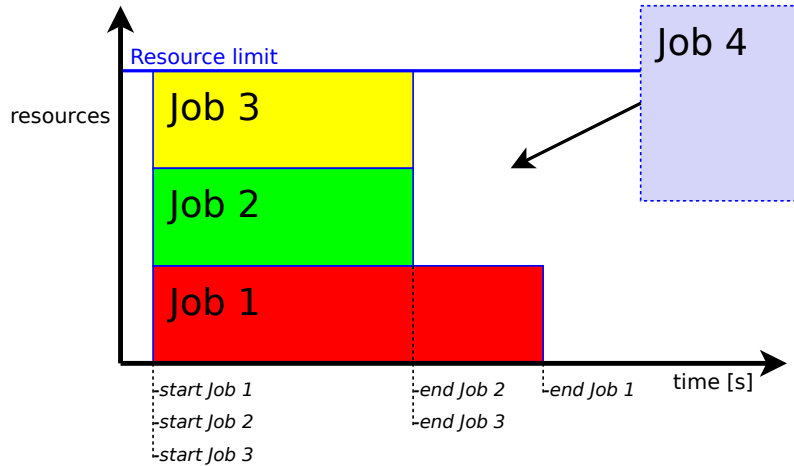 Resource limit
Job 4
resources
Job 3
Job 2
Job 1
time [s]
start Job 1
end Job 2
end Job 1
start Job 2
end Job 3
start Job 3